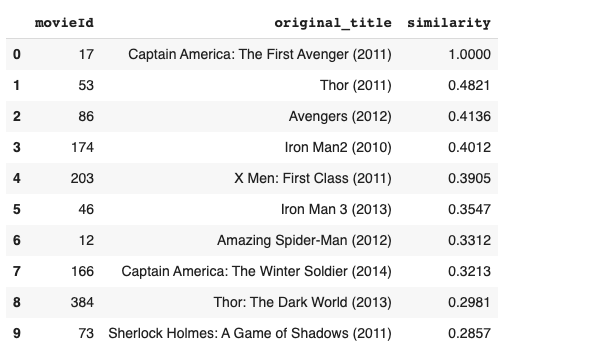 movieId original_title similarity
0 17 Captain America: The First Avenger (2011) 1.0000
1 53 Thor (2011) 0.4821
2 86 Avengers (2012) 0.4136
3 174 Iron Man2 (2010) 0.4012
4 203 X Men: First Class (2011) 0.3905
5 46 Iron Man 3 (2013) 0.3547
6 12 Amazing Spider-Man (2012) 0.3312
7 166 Captain America: The Winter Soldier (2014) 0.3213
8 384 Thor: The Dark World (2013) 0.2981
9 73 Sherlock Holmes: A Game of Shadows (2011) 0.2857